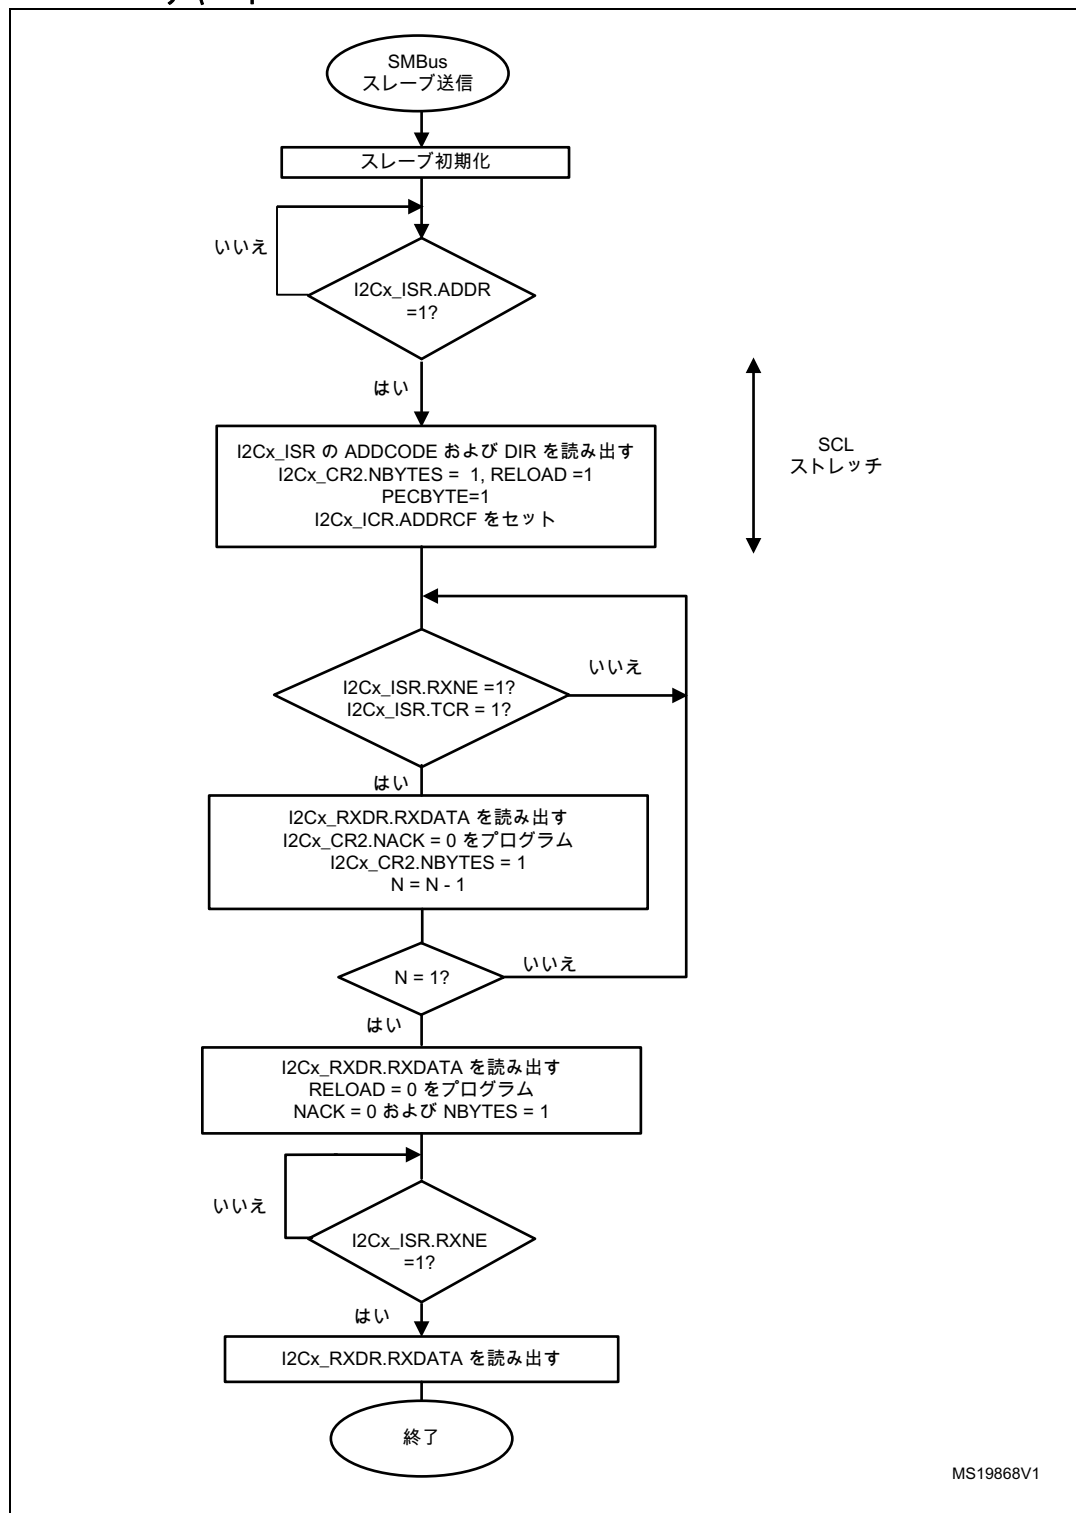 SMBus
スレーブ送信
スレーブ初期化
いいえ
I2Cx_ISR.ADDR
=1?
はい
I2Cx_ISR の ADDCODE および DIR を読み出す
I2Cx_CR2.NBYTES = 1, RELOAD =1
PECBYTE=1
I2Cx_ICR.ADDRCF をセット
SCL
ストレッチ
I2Cx_ISR.RXNE =1?
I2Cx_ISR.TCR = 1?
いいえ
はい
I2Cx_RXDR.RXDATA を読み出す
I2Cx_CR2.NACK = 0 をプログラム
I2Cx_CR2.NBYTES = 1
N = N - 1
N = 1?
いいえ
はい
I2Cx_RXDR.RXDATA を読み出す
RELOAD = 0 をプログラム
NACK = 0 および NBYTES = 1
いいえ
I2Cx_ISR.RXNE
=1?
はい
I2Cx_RXDR.RXDATA を読み出す
終了
MS19868V1